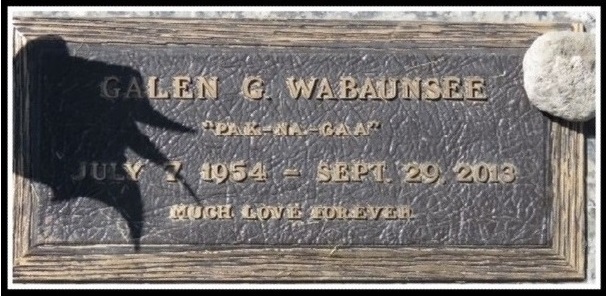 GALEN G. WABAUNSEE
"PAK-NA-GAA"
JULY 7 1954 - SEPT. 29, 2013
MUCH LOVE FOREVER